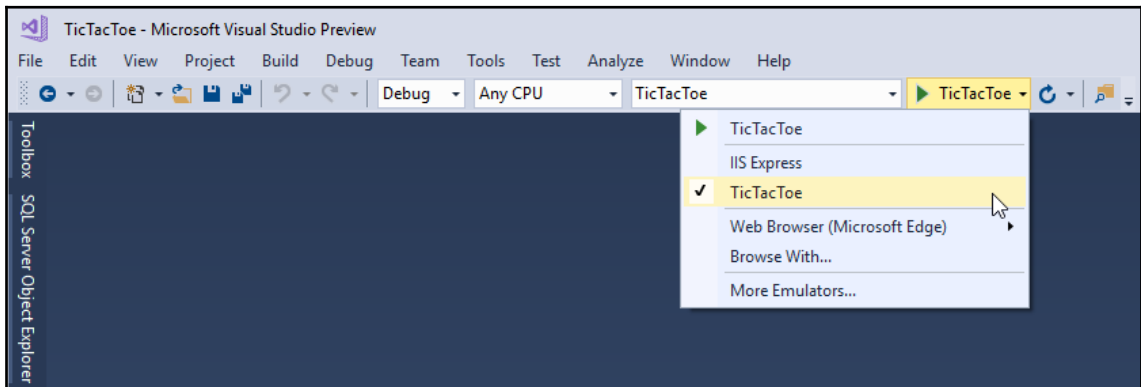 TicTacToe - Microsoft Visual Studio Preview
File Edit View Project Build Debug Team Tools Test Analyze Window Help
Debug Any CPU TicTacToe TicTacToe
TicTacToe
IIS Express
TicTacToe
Web Browser (Microsoft Edge)
Browse With...
More Emulators...
Toolbox
SQL Server Object Explorer